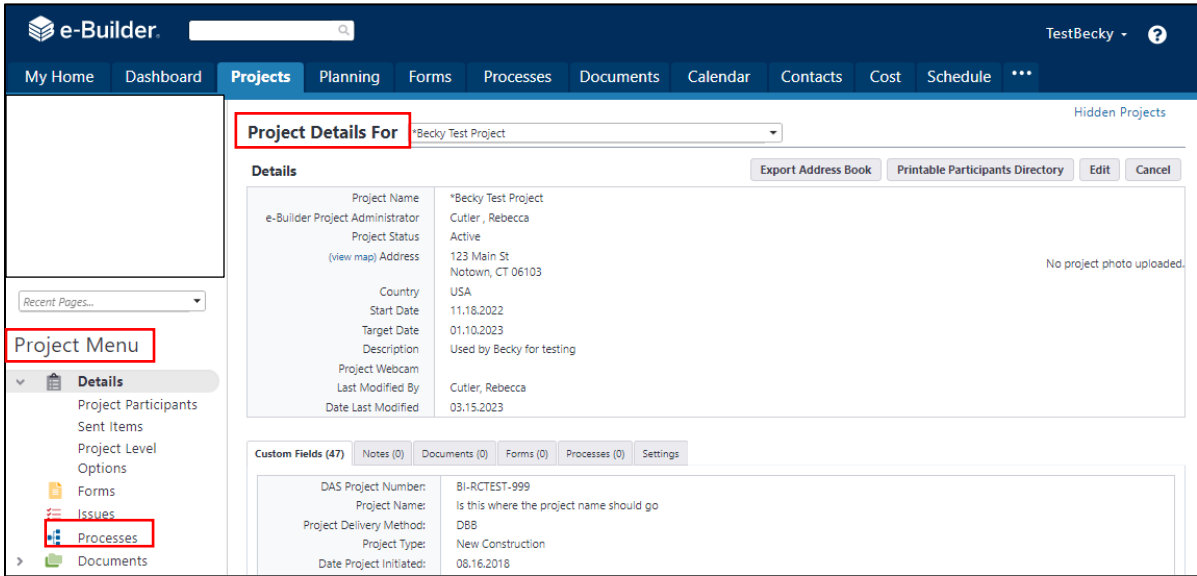 e-Builder.
TestBecky
?
My Home Dashboard Projects Planning Forms Processes Documents Calendar Contacts Cost Schedule •••
Hidden Projects
Project Details For *Becky Test Project
Details Export Address Book Printable Participants Directory Edit Cancel
Project Name *Becky Test Project
e-Builder Project Administrator Cutler , Rebecca
Project Status Active
(view map) Address 123 Main St
Notown, CT 06103
No project photo uploaded.
Country USA
Start Date 11.18.2022
Target Date 01.10.2023
Description Used by Becky for testing
Project Webcam
Last Modified By Cutler, Rebecca
Date Last Modified 03.15.2023
Recent Pages...
Project Menu
Details
Project Participants
Sent Items
Project Level
Options
Forms
Issues
Processes
Documents
Custom Fields (47) Notes (0) Documents (0) Forms (0) Processes (0) Settings
DAS Project Number: BI-RCTEST-999
Project Name: Is this where the project name should go
Project Delivery Method: DBB
Project Type: New Construction
Date Project Initiated: 08.16.2018